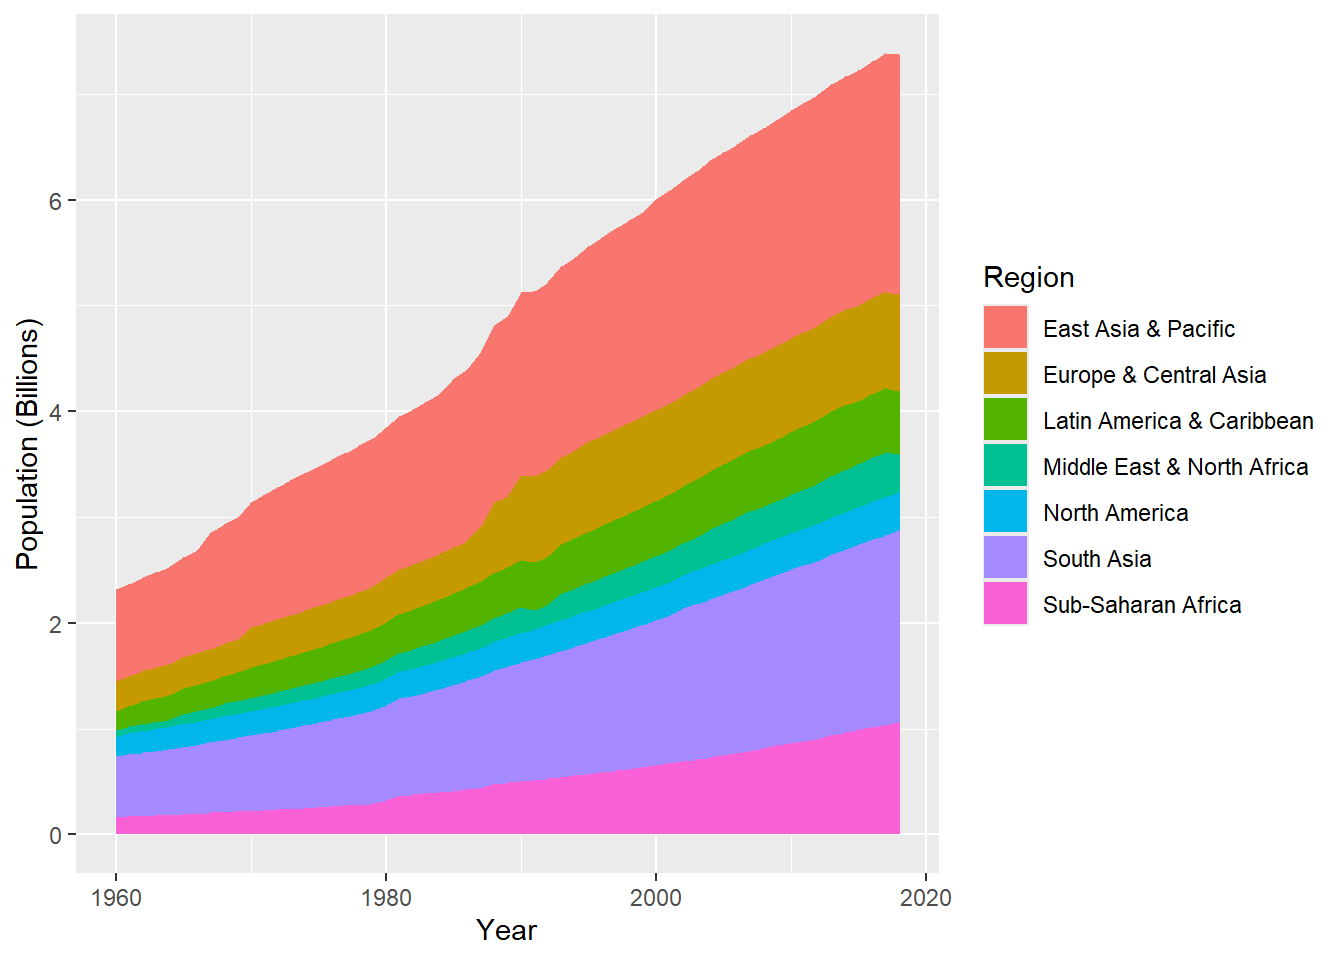 Population (Billions)
6
4
2
0
1960
1980
2000
2020
Year
Region
East Asia & Pacific
Europe & Central Asia
Latin America & Caribbean
Middle East & North Africa
North America
South Asia
Sub-Saharan Africa